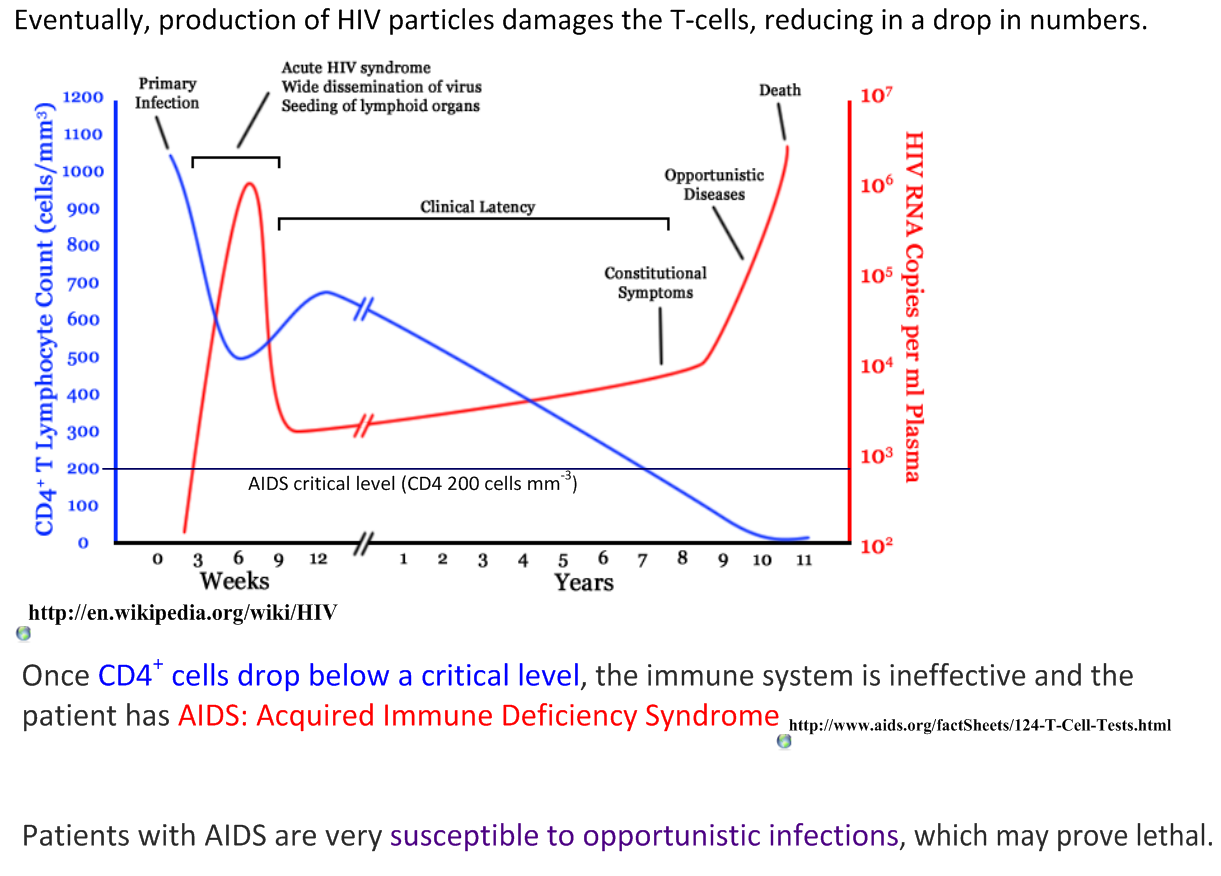 Eventually, production of HIV particles damages the T-cells, reducing in a drop in numbers.
Primary
Infection
Acute HIV syndrome
Wide dissemination of virus
Seeding of lymphoid organs
Death
Opportunistic
Diseases
Clinical Latency
Constitutional
Symptoms
CD4⁺ T Lymphocyte Count (cells/mm³)
1200
1100
1000
900
800
700
600
500
400
300
200
100
0
HIV RNA Copies per ml Plasma
10⁷
10⁶
10⁵
10⁴
10³
10²
AIDS critical level (CD4 200 cells mm⁻³)
0 3 6 9 12 1 2 3 4 5 6 7 8 9 10 11
Weeks Years
http://en.wikipedia.org/wiki/HIV
Once CD4⁺ cells drop below a critical level, the immune system is ineffective and the
patient has AIDS: Acquired Immune Deficiency Syndrome http://www.aids.org/factSheets/124-T-Cell-Tests.html
Patients with AIDS are very susceptible to opportunistic infections, which may prove lethal.